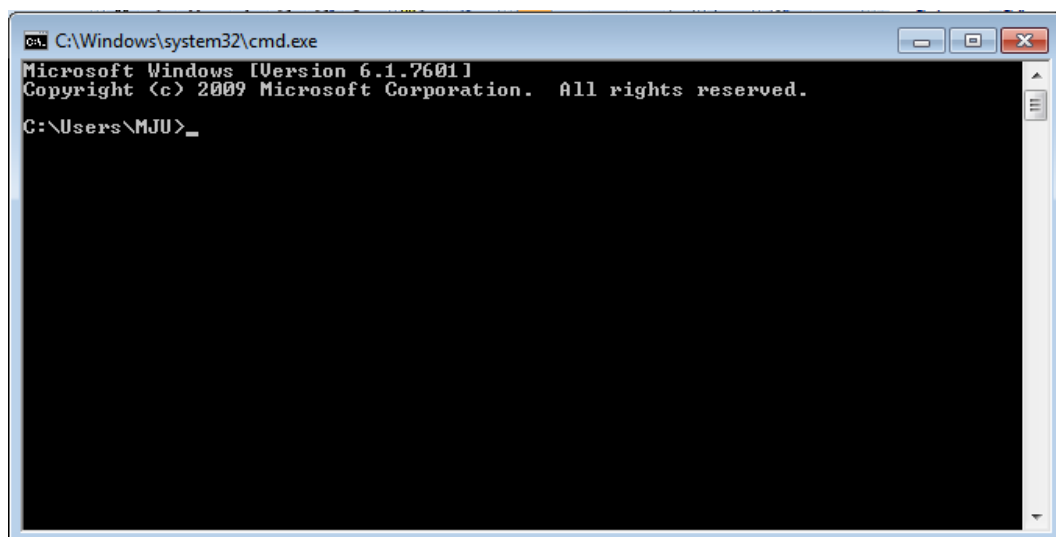 C:\Windows\system32\cmd.exe
Microsoft Windows [Version 6.1.7601]
Copyright (c) 2009 Microsoft Corporation.  All rights reserved.
C:\Users\MJU>_